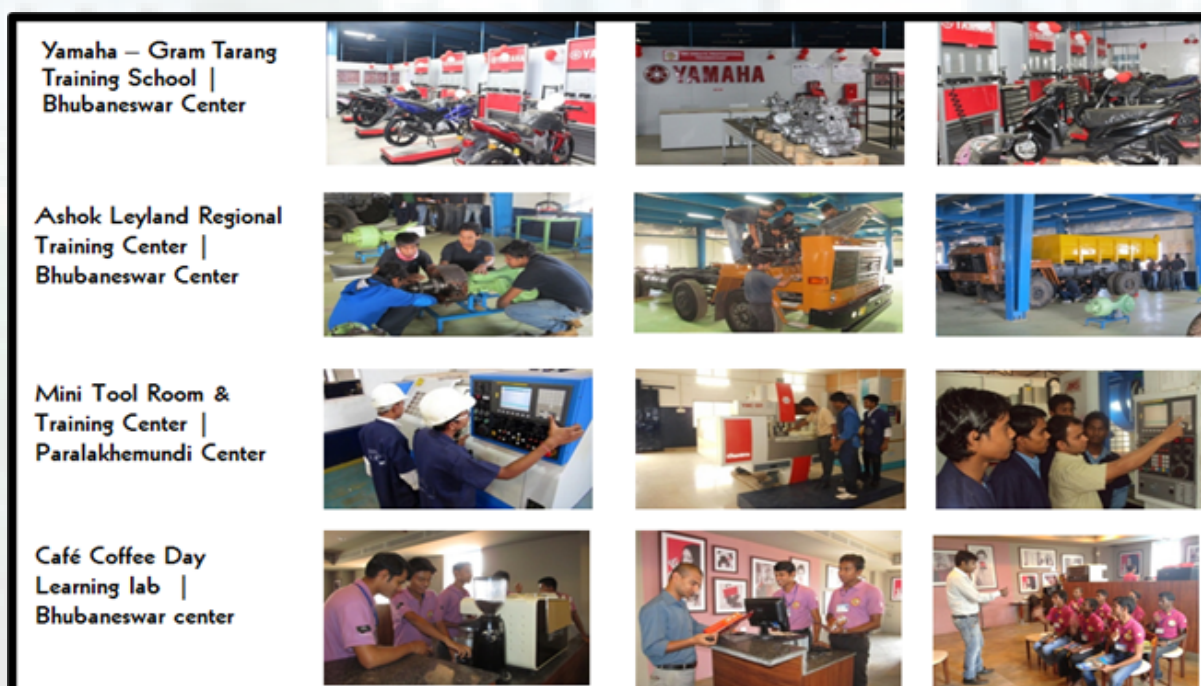 Yamaha – Gram Tarang
Training School |
Bhubaneswar Center
YAMAHA
Ashok Leyland Regional
Training Center |
Bhubaneswar Center
Mini Tool Room &
Training Center |
Paralakhemundi Center
Café Coffee Day
Learning lab |
Bhubaneswar center